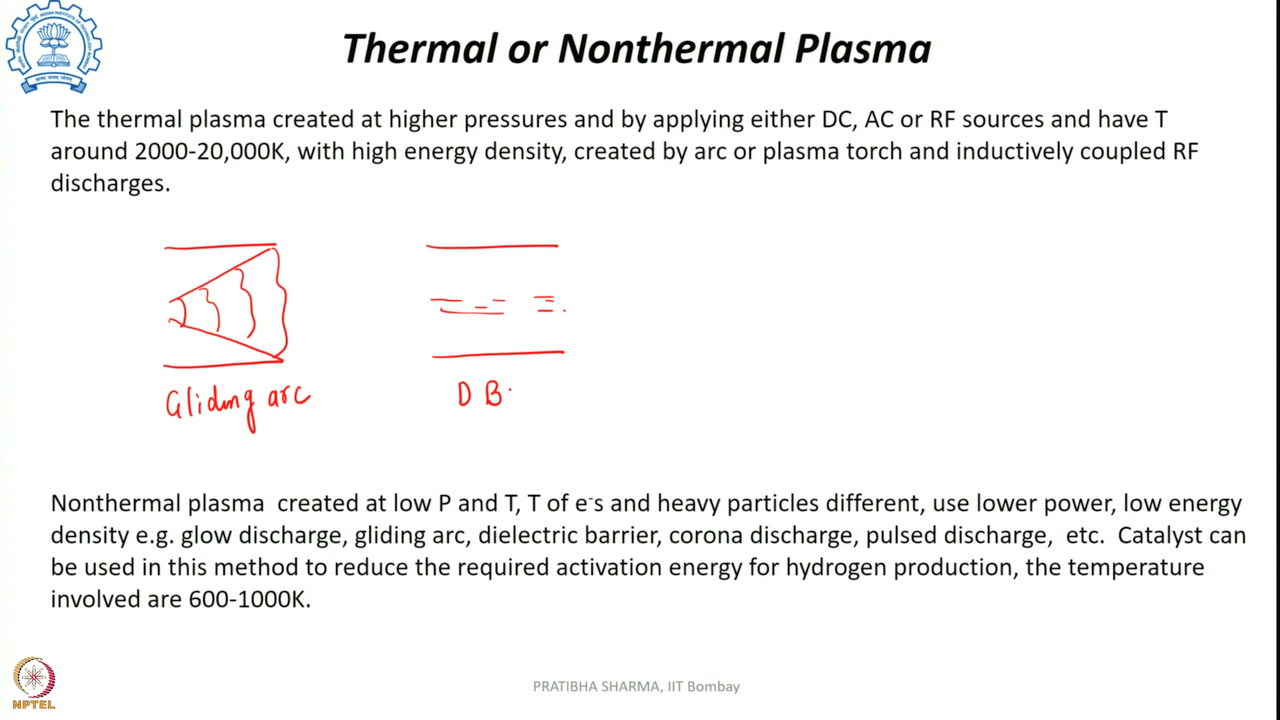 Thermal or Nonthermal Plasma
The thermal plasma created at higher pressures and by applying either DC, AC or RF sources and have T
around 2000-20,000K, with high energy density, created by arc or plasma torch and inductively coupled RF
discharges.
Gliding arc
D B
Nonthermal plasma created at low P and T, T of e⁻s and heavy particles different, use lower power, low energy
density e.g. glow discharge, gliding arc, dielectric barrier, corona discharge, pulsed discharge, etc. Catalyst can
be used in this method to reduce the required activation energy for hydrogen production, the temperature
involved are 600-1000K.
NPTEL
PRATIBHA SHARMA, IIT Bombay